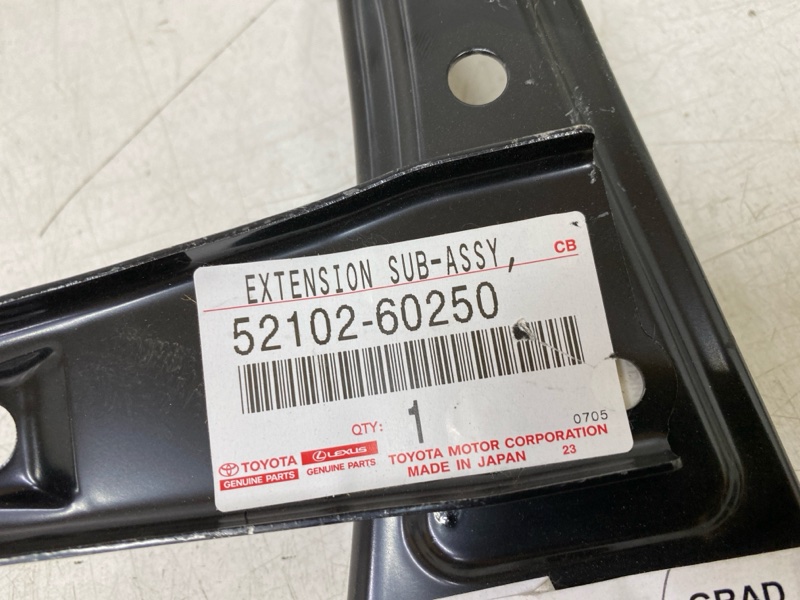 EXTENSION SUB-ASSY,
CB
52102-60250
QTY: 1
0705
TOYOTA
GENUINE PARTS
LEXUS
GENUINE PARTS
TOYOTA MOTOR CORPORATION
MADE IN JAPAN 23
GRAD